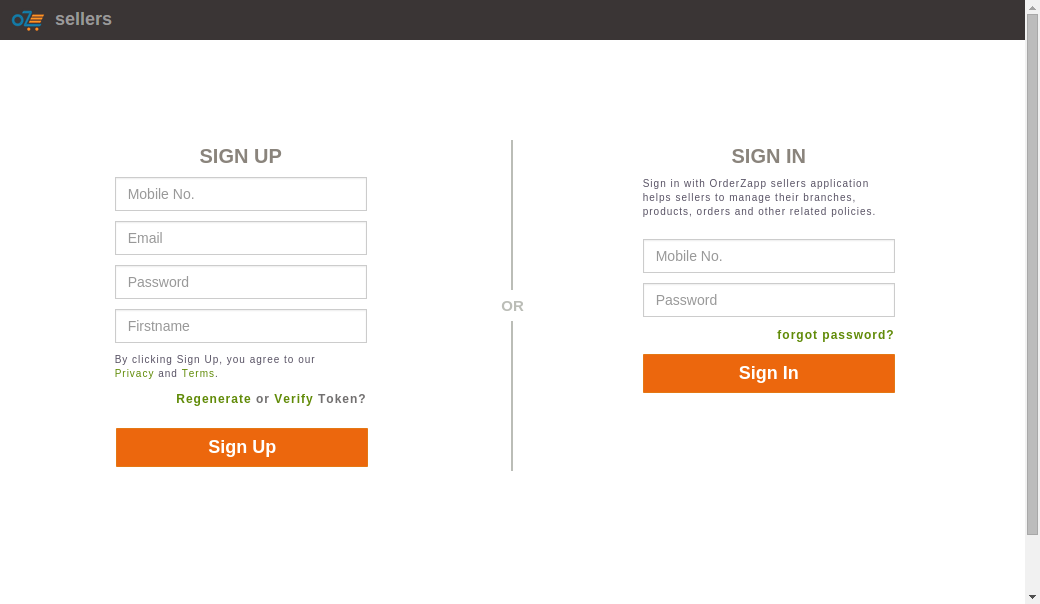 OZ sellers
SIGN UP
Mobile No.
Email
Password
Firstname
By clicking Sign Up, you agree to our
Privacy and Terms.
Regenerate or Verify Token?
Sign Up
OR
SIGN IN
Sign in with OrderZapp sellers application
helps sellers to manage their branches,
products, orders and other related policies.
Mobile No.
Password
forgot password?
Sign In